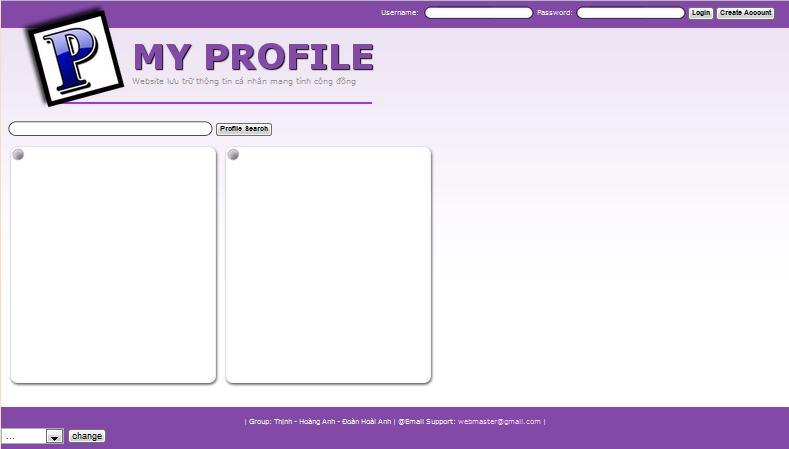 Username:
Password:
Login
Create Account
P
MY PROFILE
Website lưu trữ thông tin cá nhân mang tính cộng đồng
Profile Search
| Group: Thịnh - Hoàng Anh - Đoàn Hoài Anh | @Email Support: webmaster@gmail.com |
...
change